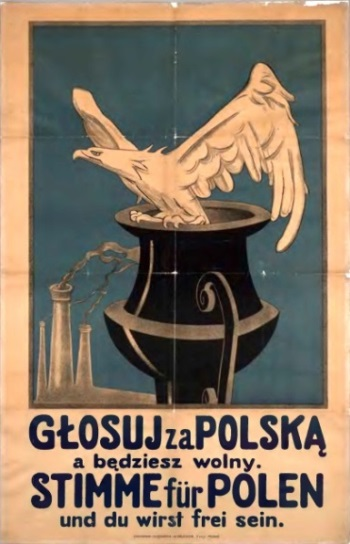 GŁOSUJ za POLSKĄ
a będziesz wolny.
STIMME für POLEN
und du wirst frei sein.